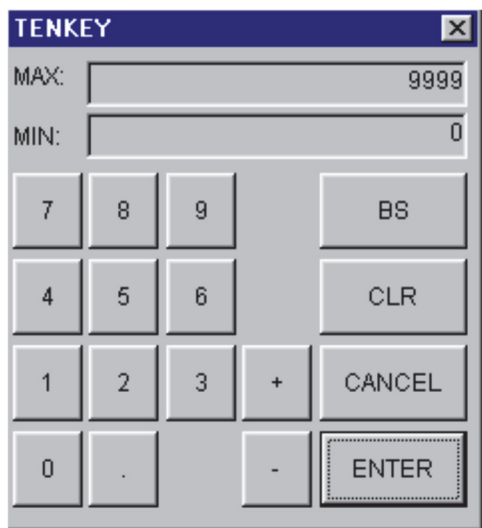 TENKEY
MAX: 9999
MIN: 0
7 8 9 BS
4 5 6 CLR
1 2 3 + CANCEL
0 . - ENTER